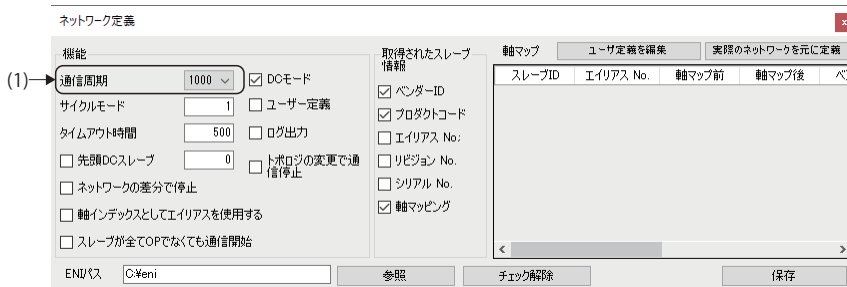 ネットワーク定義
x
機能
(1)
通信周期 1000
DCモード
サイクルモード 1
ユーザー定義
タイムアウト時間 500
ログ出力
先頭DCスレーブ 0
トポロジの変更で通
信停止
ネットワークの差分で停止
軸インデックスとしてエイリアスを使用する
スレーブが全てOPでなくても通信開始
取得されたスレーブ
情報
ベンダーID
プロダクトコード
エイリアス No;
リビジョン No.
シリアル No.
軸マッピング
軸マップ
ユーザ定義を編集
実際のネットワークを元に定義
スレーブID エイリアス No. 軸マップ前 軸マップ後
ENIパス C:¥eni
参照
チェック解除
保存